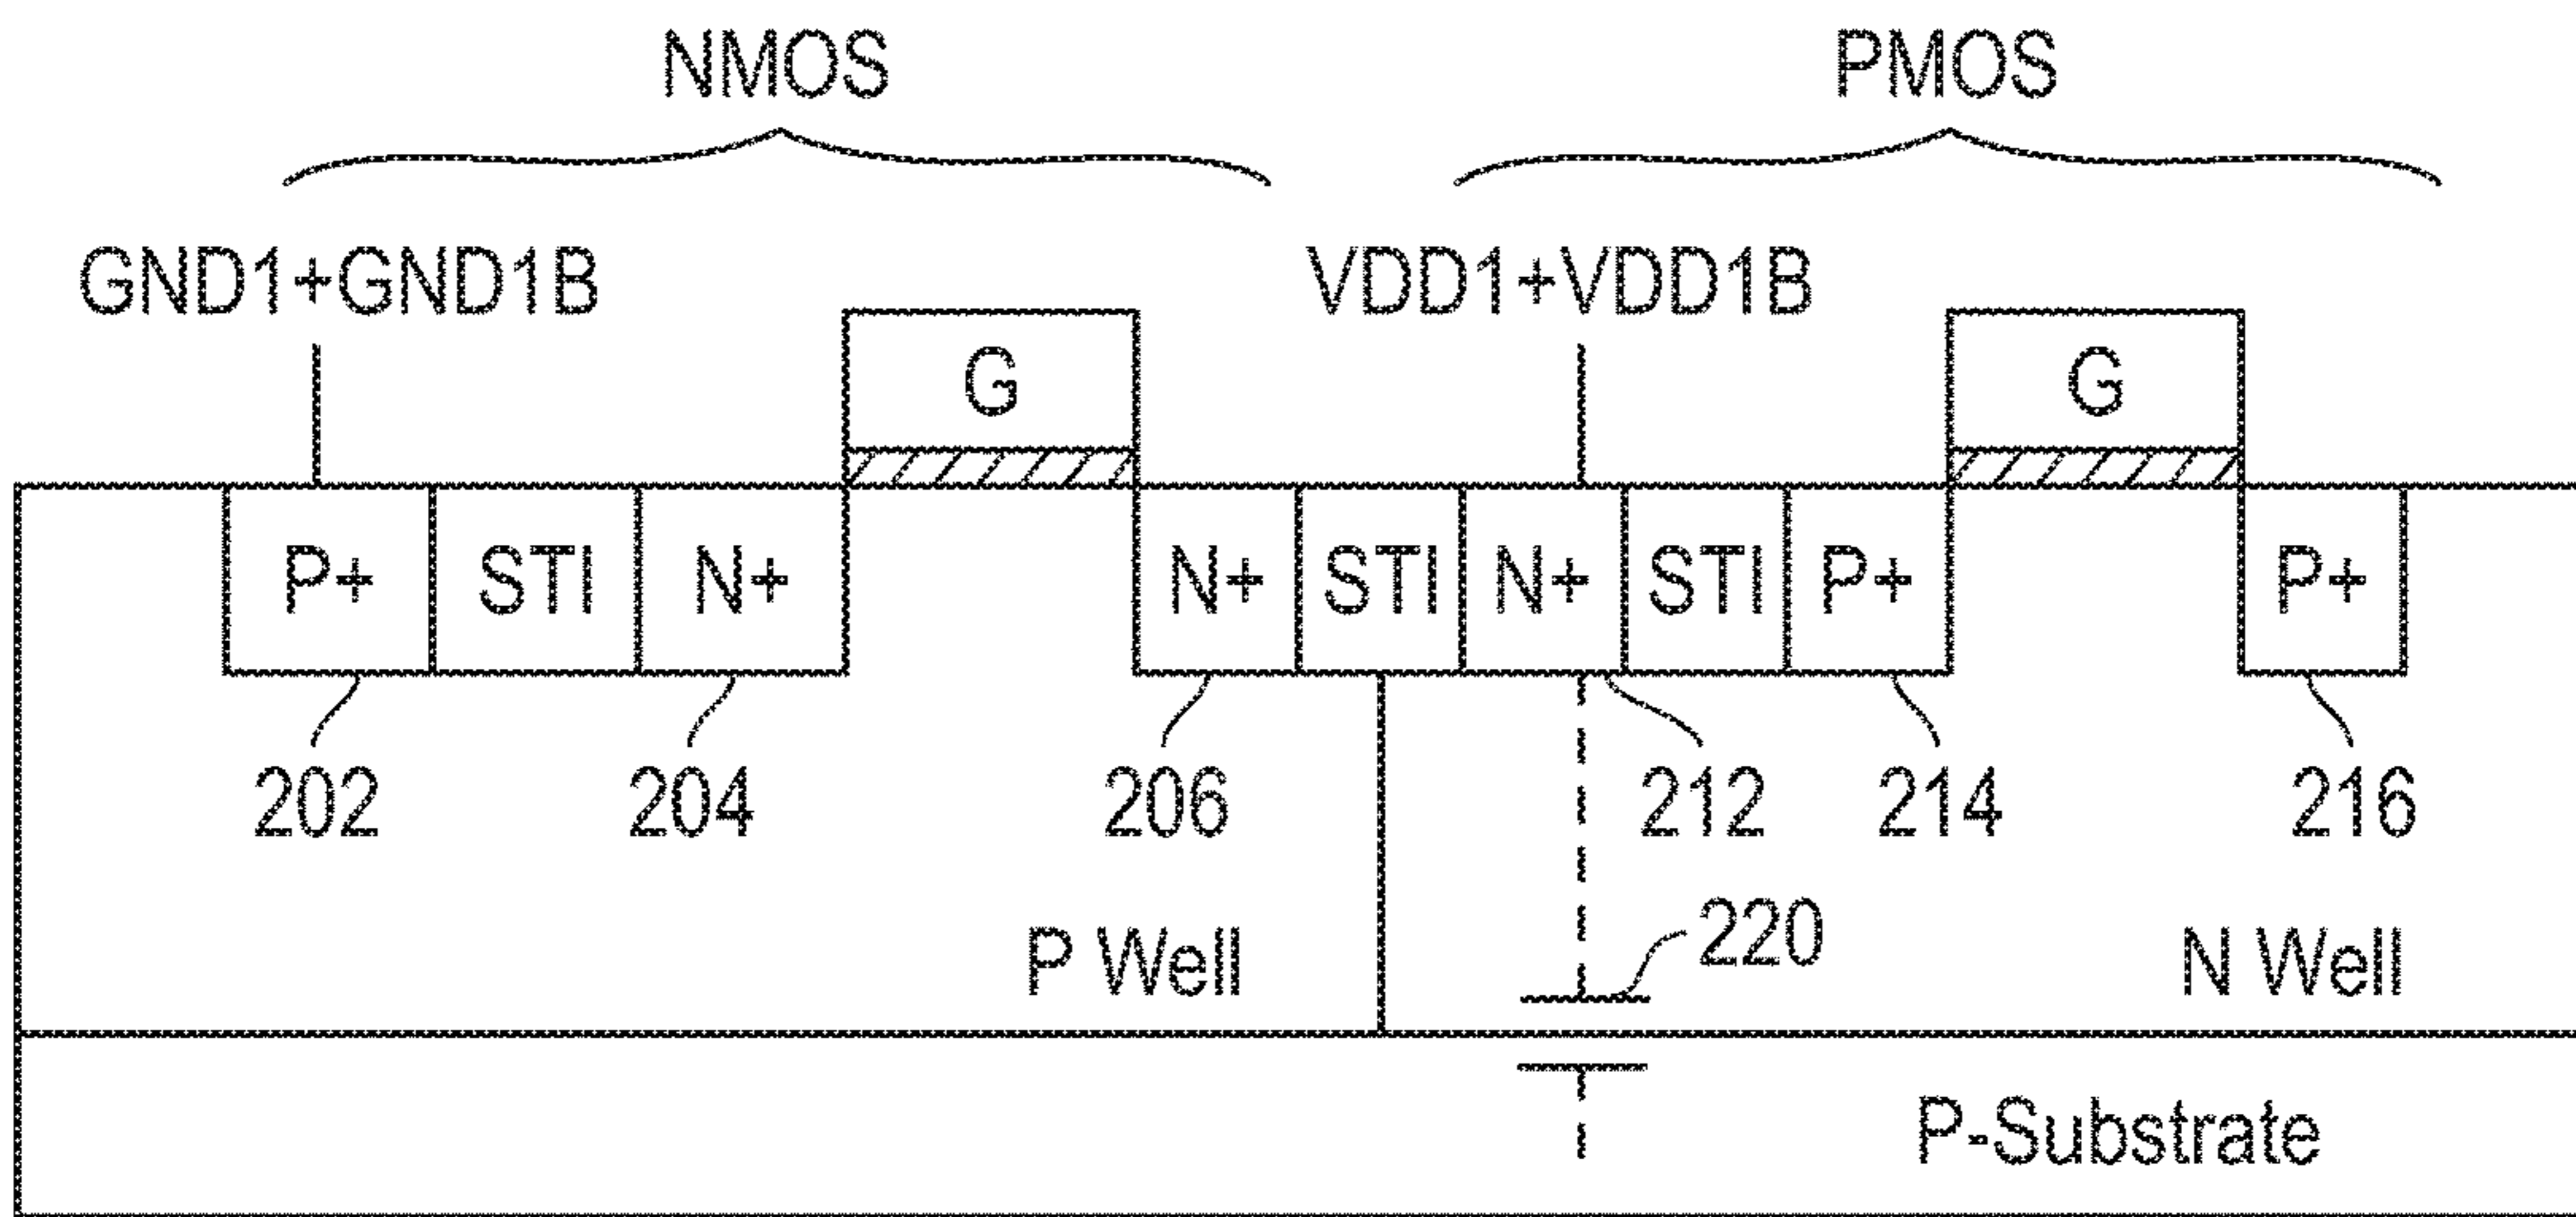 NMOS PMOS
GND1+GND1B VDD1+VDD1B
G G
P+ STI N+ N+ STI N+ STI P+ P+
202 204 206 212 214 216
220
P Well N Well
P-Substrate